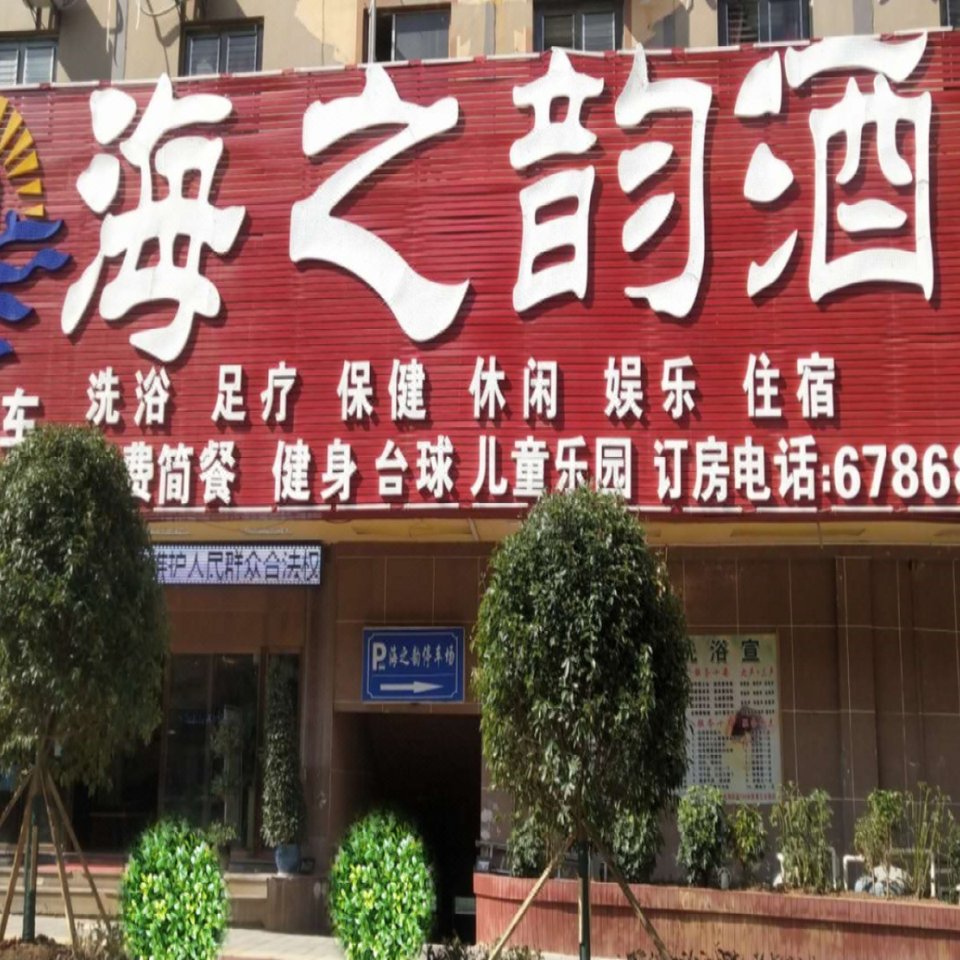 海之韵酒
车 洗浴 足疗 保健 休闲 娱乐 住宿
费简餐 健身 台球 儿童乐园 订房电话:67868
护人民群众合法权
P 海之韵停车场
浴宣